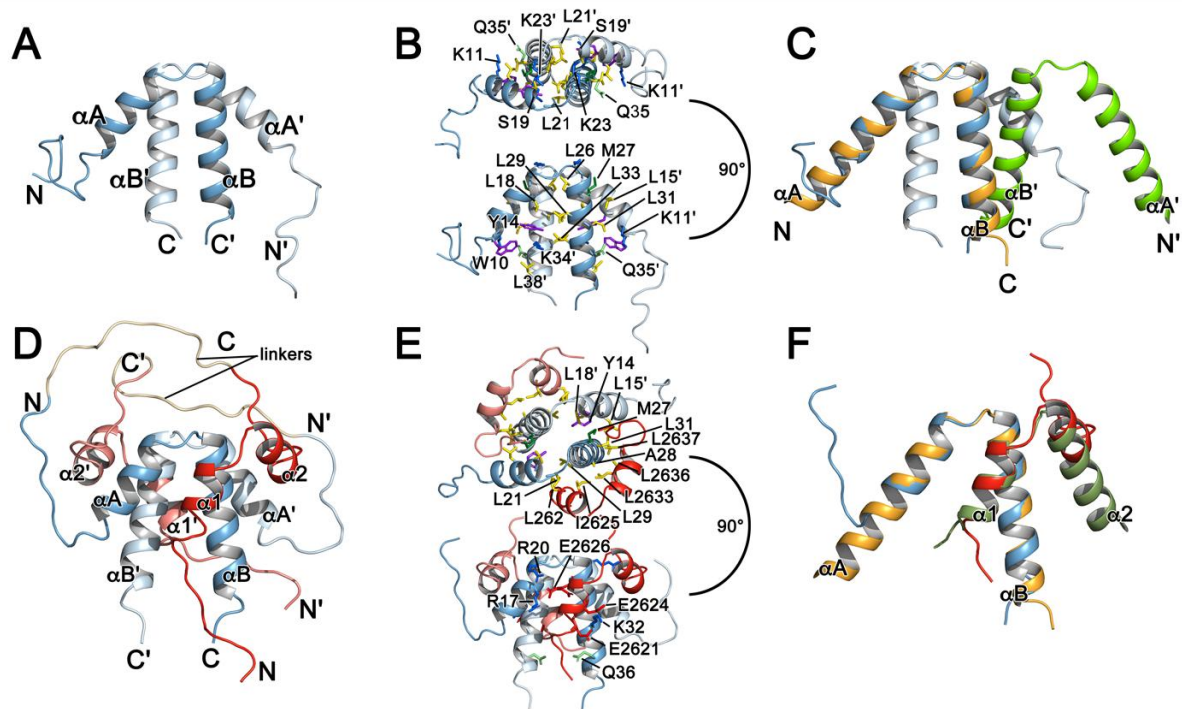 A
αA
αA'
αB'
αB
N
C
C'
N'
B
Q35'
K23'
L21'
S19'
K11
K11'
Q35
S19
L21
K23
90°
L26
M27
L29
L33
L18
L15'
L31
Y14
K11'
W10
K34'
L38'
Q35'
C
αA
N
αB'
αB
C'
αA'
N'
C
D
C
linkers
C'
N
N'
α2'
α2
αA
α1
αA'
α1'
αB'
αB
N'
C'
C
N
E
Y14
L18'
L15'
M27
L31
L2637
A28
L2636
L21
L2633
L262
I2625
L29
90°
R20
E2626
R17
E2624
K32
E2621
Q36
F
α1
α2
αA
αB